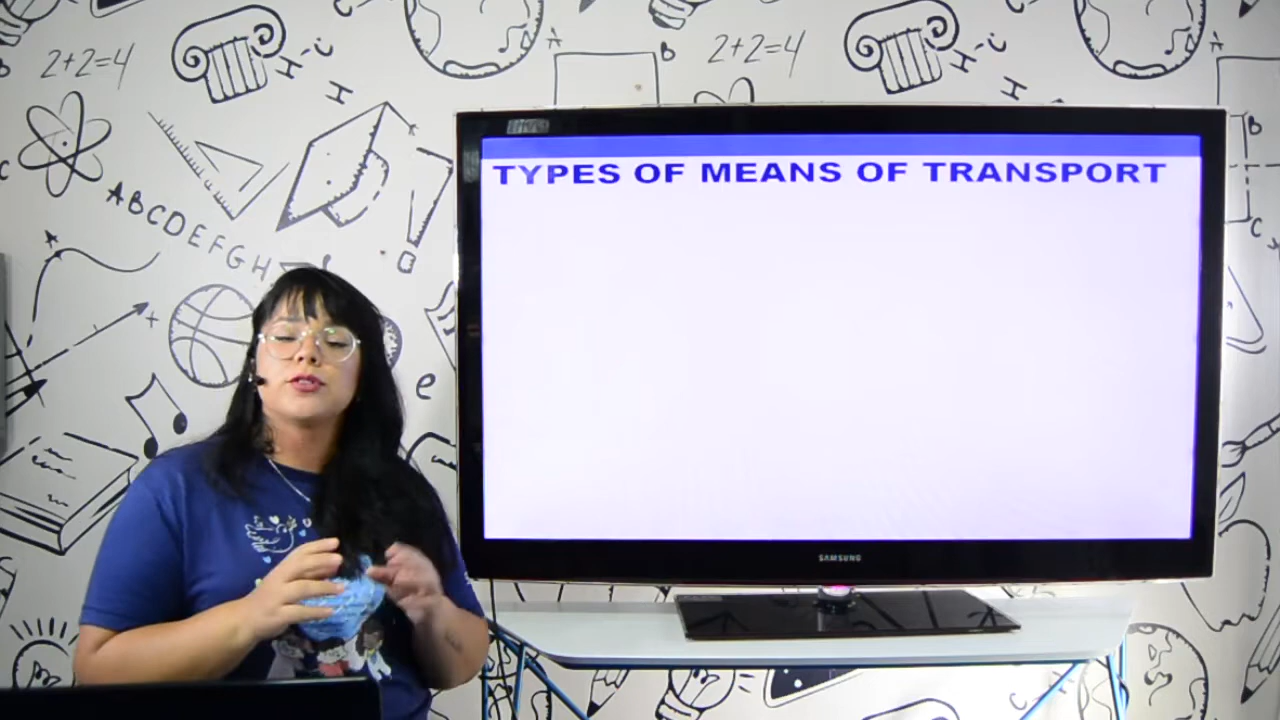 2+2=4
2+2=4
A
B
A
B
B
C
C
H
H
ABCDEFGH
x
e
TYPES OF MEANS OF TRANSPORT
SAMSUNG